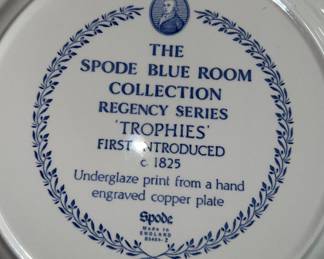 THE
SPODE BLUE ROOM
COLLECTION
REGENCY SERIES
'TROPHIES'
FIRST INTRODUCED
c. 1825
Underglaze print from a hand
engraved copper plate
Spode
MADE IN
ENGLAND